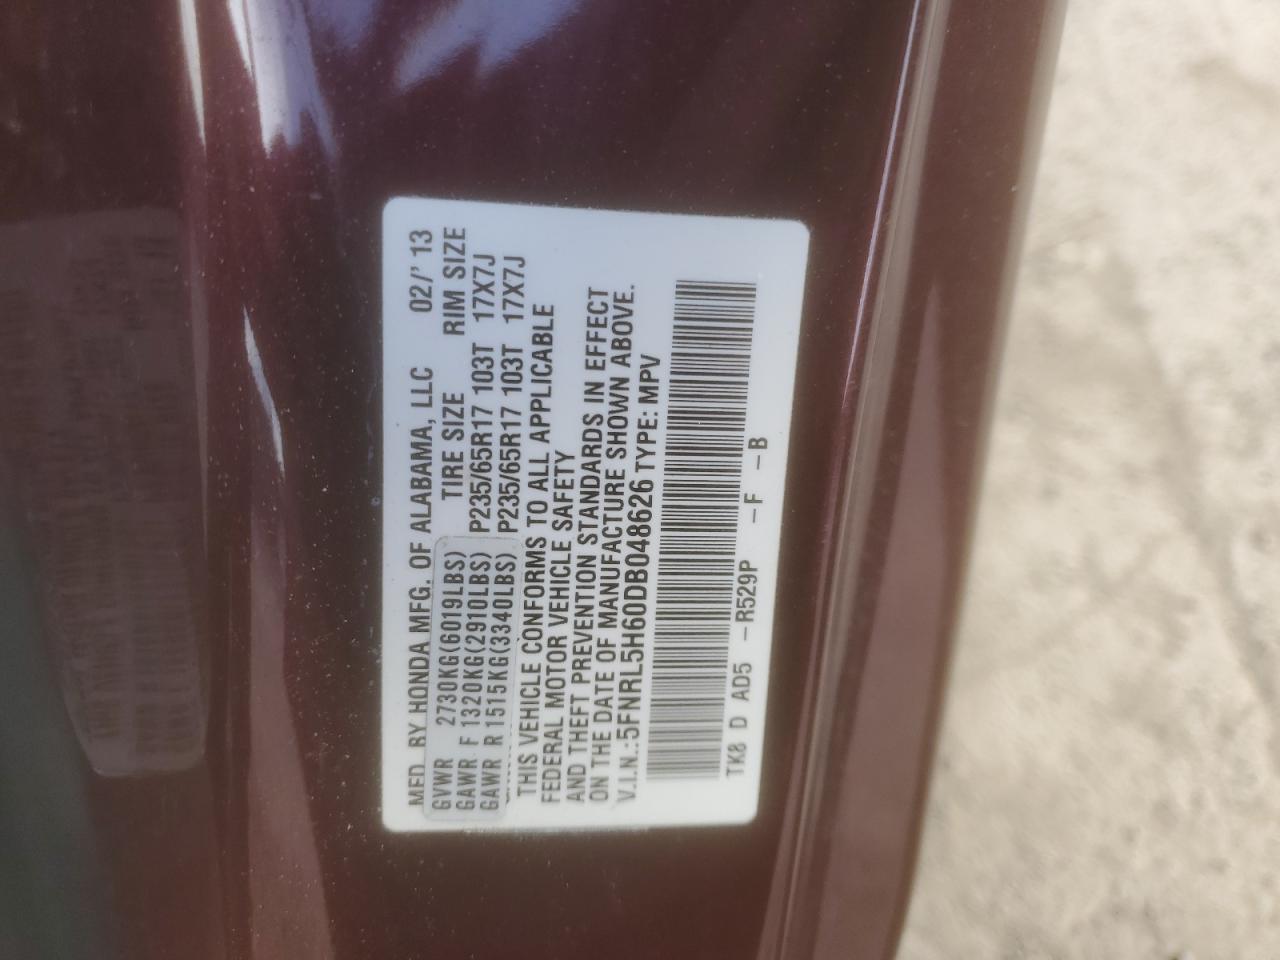 MFD. BY HONDA MFG. OF ALABAMA, LLC 02/' 13
GVWR 2730KG(6019LBS) TIRE SIZE RIM SIZE
GAWR F 1320KG(2910LBS) P235/65R17 103T 17X7J
GAWR R 1515KG(3340LBS) P235/65R17 103T 17X7J
THIS VEHICLE CONFORMS TO ALL APPLICABLE
FEDERAL MOTOR VEHICLE SAFETY
AND THEFT PREVENTION STANDARDS IN EFFECT
ON THE DATE OF MANUFACTURE SHOWN ABOVE.
V.I.N.:5FNRL5H60DB048626 TYPE: MPV
TK8 D AD5 -R529P -F -B